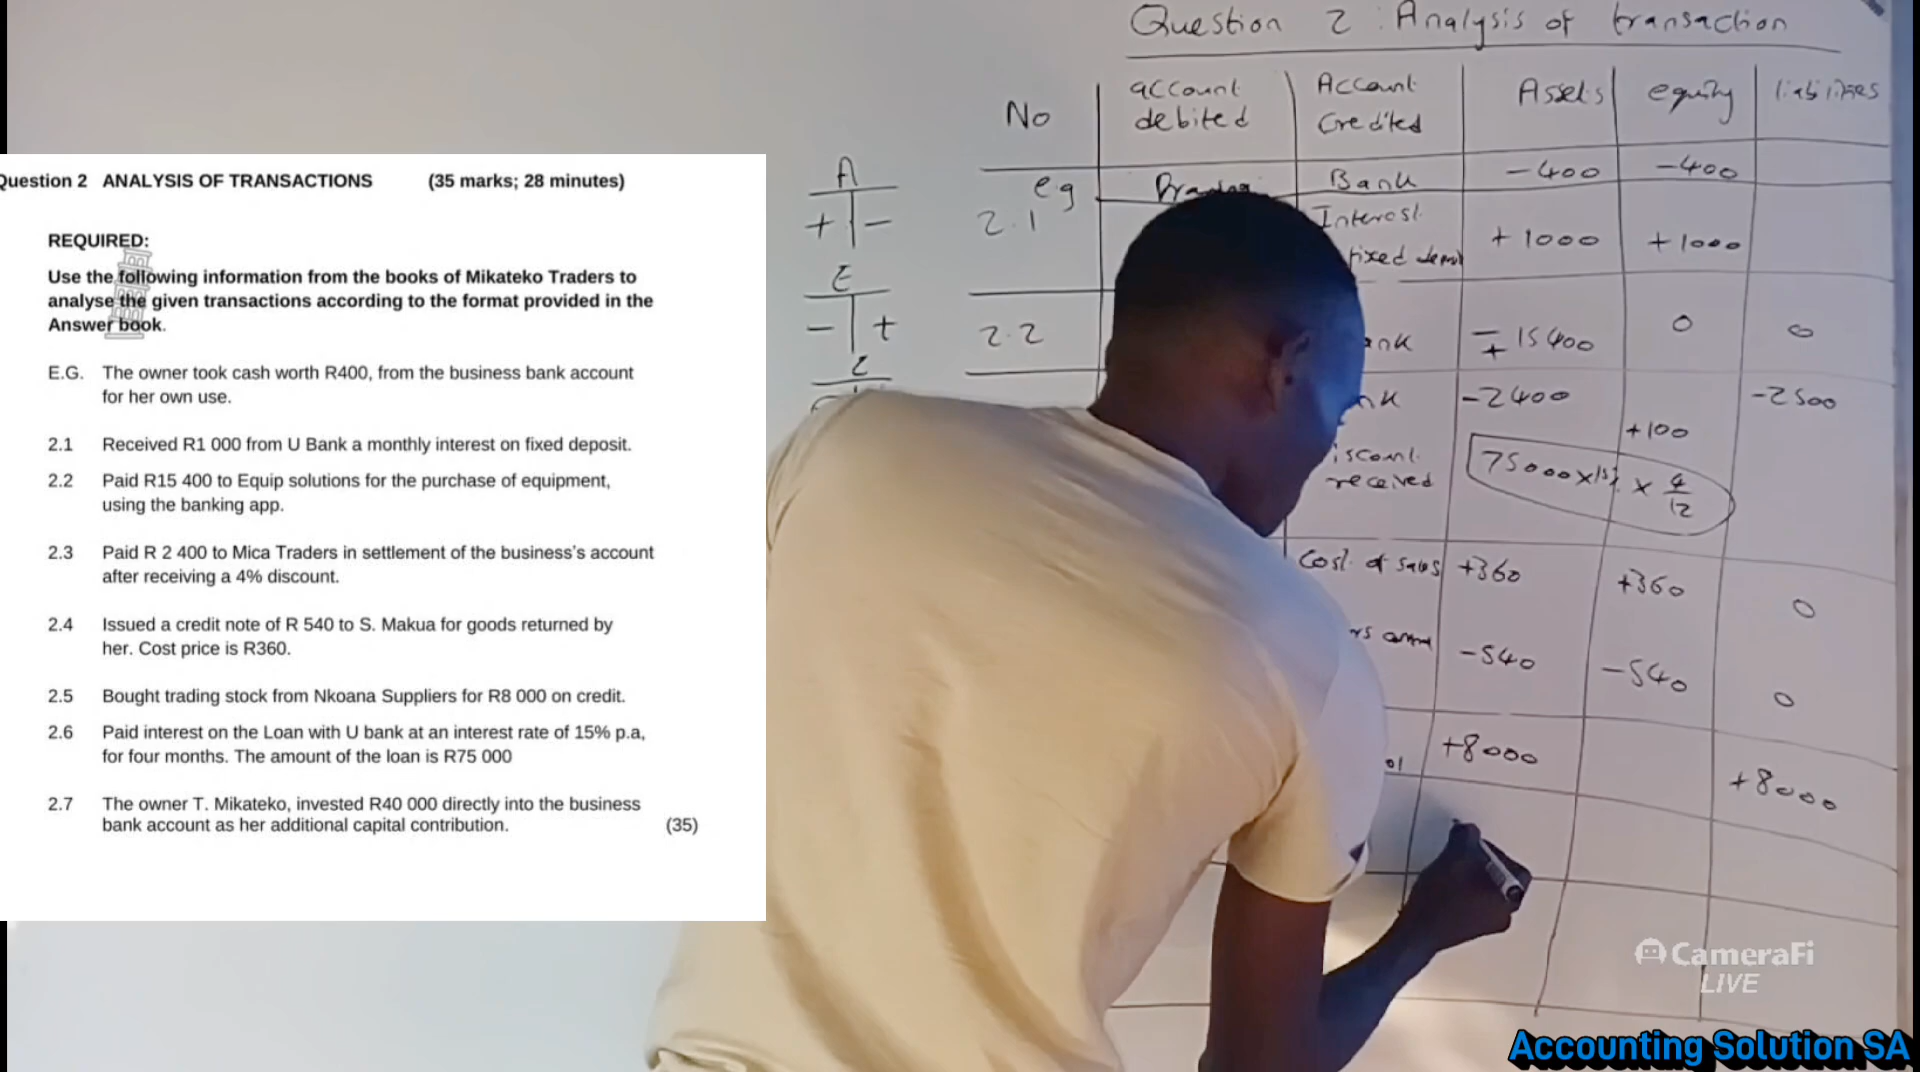 Question 2 : Analysis of transaction
No
account debited
Account Credited
Assets
equity
liabilities
Question 2 ANALYSIS OF TRANSACTIONS (35 marks; 28 minutes)
REQUIRED:
Use the following information from the books of Mikateko Traders to
analyse the given transactions according to the format provided in the
Answer book.
E.G. The owner took cash worth R400, from the business bank account
for her own use.
2.1 Received R1 000 from U Bank a monthly interest on fixed deposit.
2.2 Paid R15 400 to Equip solutions for the purchase of equipment,
using the banking app.
2.3 Paid R 2 400 to Mica Traders in settlement of the business's account
after receiving a 4% discount.
2.4 Issued a credit note of R 540 to S. Makua for goods returned by
her. Cost price is R360.
2.5 Bought trading stock from Nkoana Suppliers for R8 000 on credit.
2.6 Paid interest on the Loan with U bank at an interest rate of 15% p.a,
for four months. The amount of the loan is R75 000
2.7 The owner T. Mikateko, invested R40 000 directly into the business
bank account as her additional capital contribution. (35)
A
+ -
E
- +
eg Bank -400 -400
2.1 Interest
fixed +1000 +1000
2.2 ank ∓15400 0 0
nk -2400 -2500
+100
iscount
received
75000 x 15% x 4/12
Cost of sales +360 +360 0
rs -540 -540 0
ol +8000 +8000
CameraFi
LIVE
Accounting Solution SA